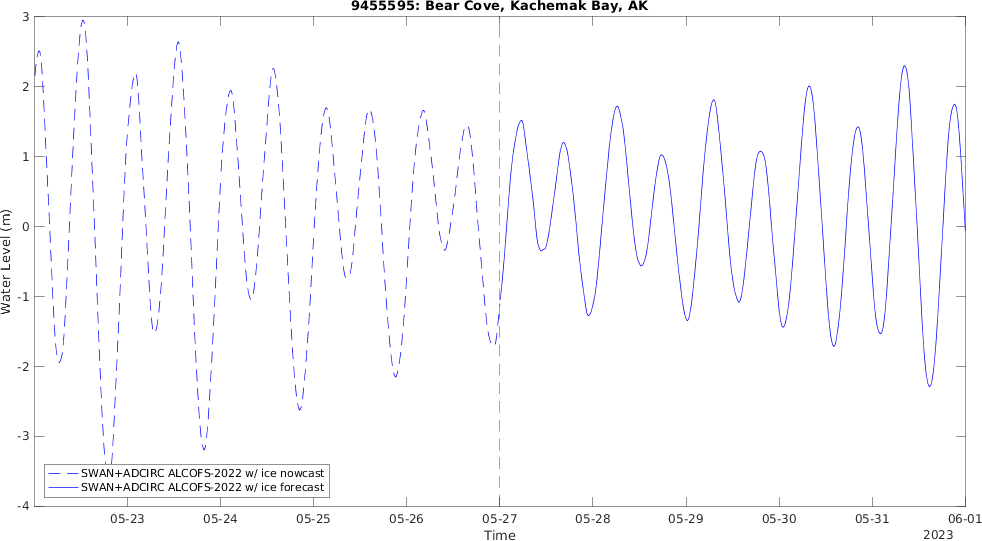 9455595: Bear Cove, Kachemak Bay, AK
3
2
1
0
-1
-2
-3
-4
Water Level (m)
SWAN+ADCIRC ALCOFS-2022 w/ ice nowcast
SWAN+ADCIRC ALCOFS-2022 w/ ice forecast
05-23 05-24 05-25 05-26 05-27 05-28 05-29 05-30 05-31 06-01
Time 2023